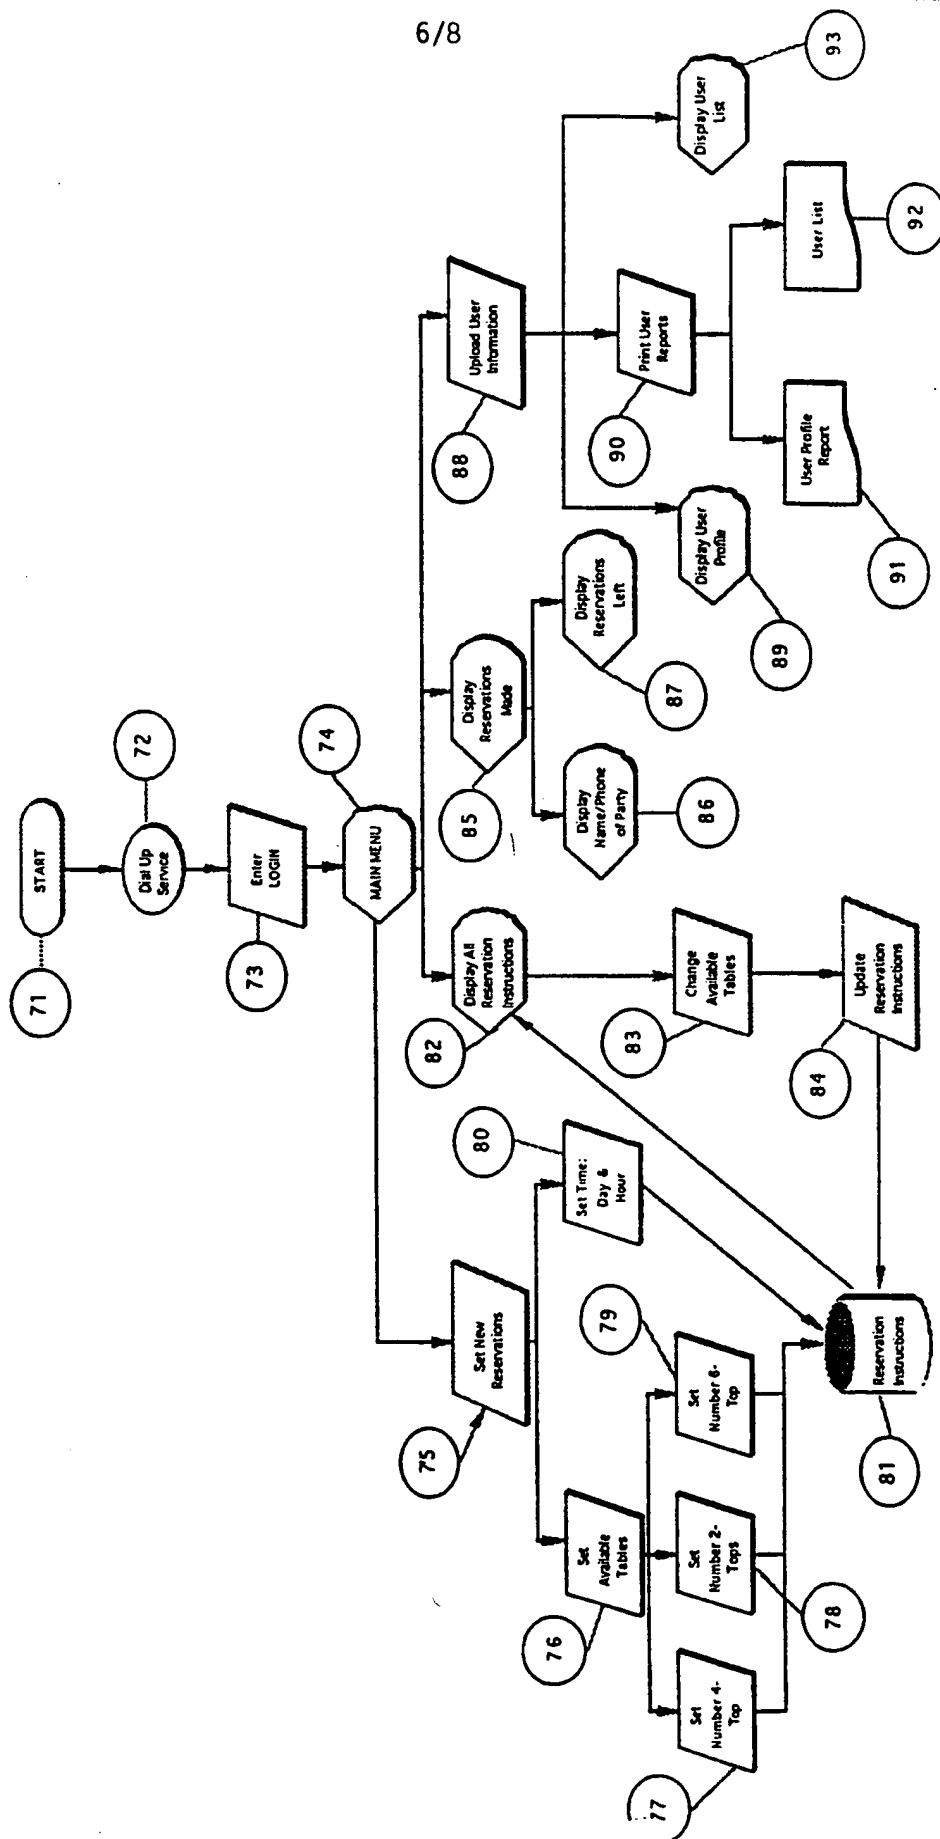 6/8
START
71
Dial Up
Service
72
Enter
LOGIN
73
MAIN MENU
74
Set New
Reservations
75
Set
Available
Tables
76
Set
Number 4-
Top
77
Set
Number 2-
Tops
78
Set
Number 6-
Top
79
Set Time:
Day &
Hour
80
Reservation
Instructions
81
Display All
Reservation
Instructions
82
Change
Available
Tables
83
Update
Reservation
Instructions
84
Display
Reservations
Made
85
Display
Name/Phone
of Party
86
Display
Reservations
Left
87
Upload User
Information
88
Display User
Profile
89
Print User
Reports
90
User Profile
Report
91
User List
92
Display User
List
93